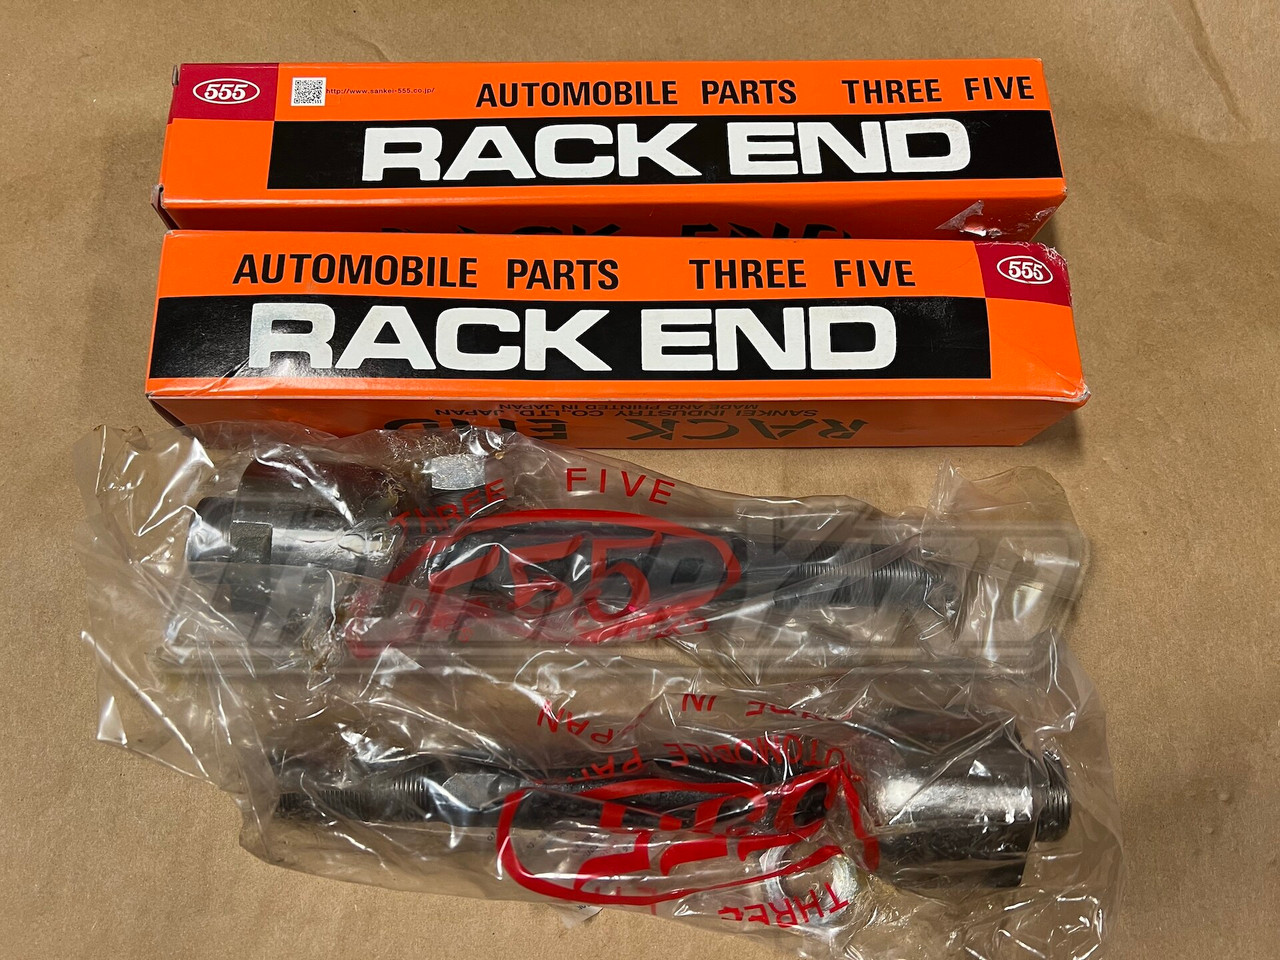 555
http://www.sankei-555.co.jp/
AUTOMOBILE PARTS THREE FIVE
RACK END
RACK END
AUTOMOBILE PARTS THREE FIVE
555
RACK END
SANKEI INDUSTRY CO., LTD. JAPAN
MADE AND PRINTED IN JAPAN
RACK END
THREE FIVE
555
MADE IN JAPAN
AUTOMOBILE PARTS
555
THREE